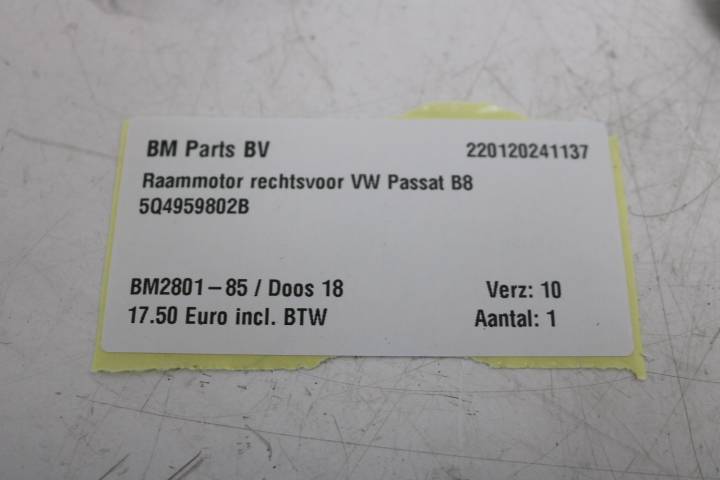 BM Parts BV 220120241137
Raammotor rechtsvoor VW Passat B8
5Q4959802B
BM2801-85 / Doos 18 Verz: 10
17.50 Euro incl. BTW Aantal: 1